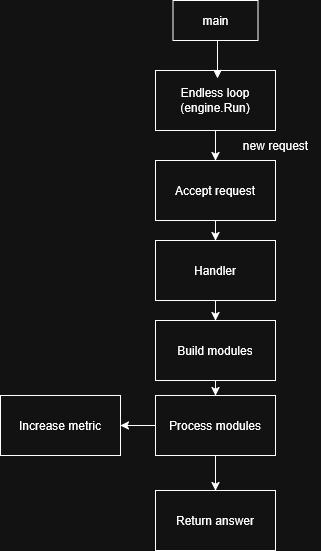 main
Endless loop
(engine.Run)
new request
Accept request
Handler
Build modules
Increase metric
Process modules
Return answer